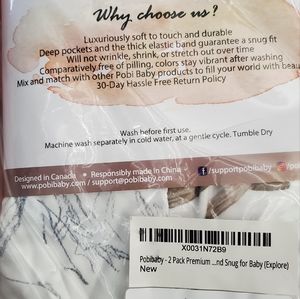 Why choose us?
Luxuriously soft to touch and durable
Deep pockets and the thick elastic band guarantee a snug fit
Will not wrinkle, shrink, or stretch out over time
Comparatively free of pilling, colors stay vibrant after washing
Mix and match with other Pobi Baby products to fill your world with beau
30-Day Hassle Free Return Policy
Wash before first use.
Machine wash separately in cold water, at a gentle cycle. Tumble Dry
Designed in Canada • Responsibly made in China • f /supportpobibaby
www.pobibaby.com / support@pobibaby.com
X0031N72B9
Pobibaby - 2 Pack Premium ...nd Snug for Baby (Explore)
New